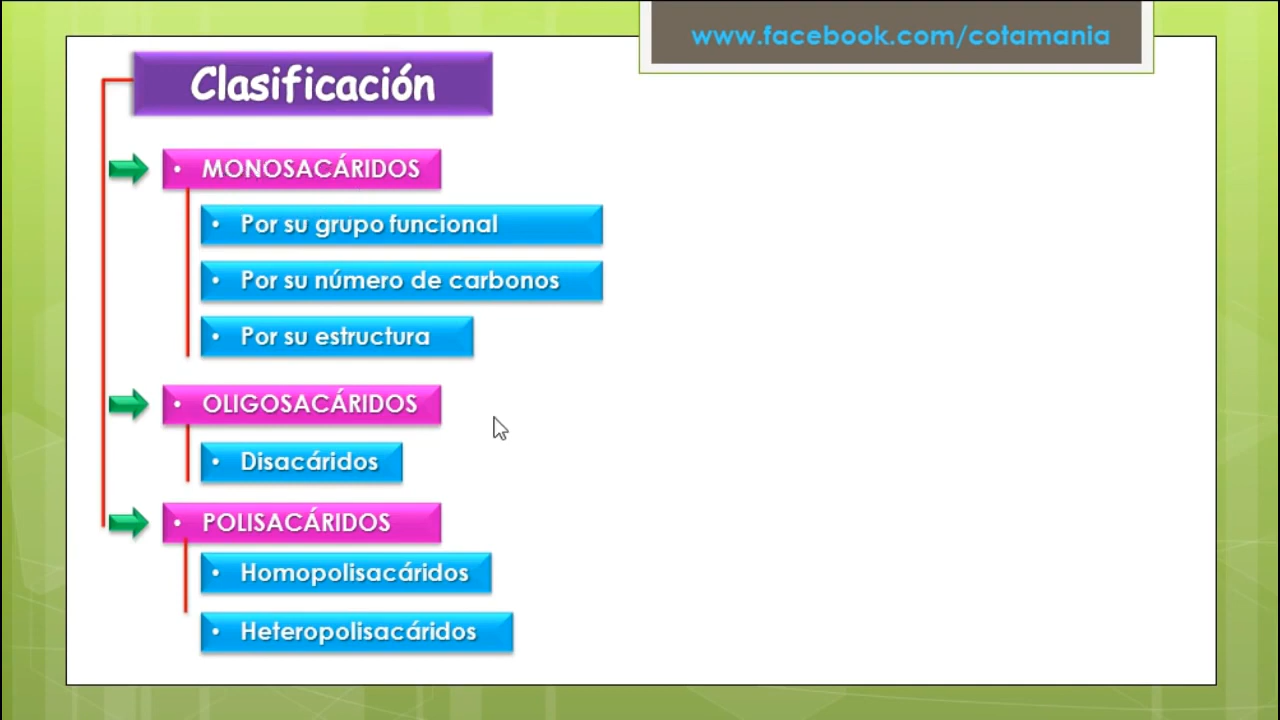 www.facebook.com/cotamania
Clasificación
• MONOSACÁRIDOS
• Por su grupo funcional
• Por su número de carbonos
• Por su estructura
• OLIGOSACÁRIDOS
• Disacáridos
• POLISACÁRIDOS
• Homopolisacáridos
• Heteropolisacáridos